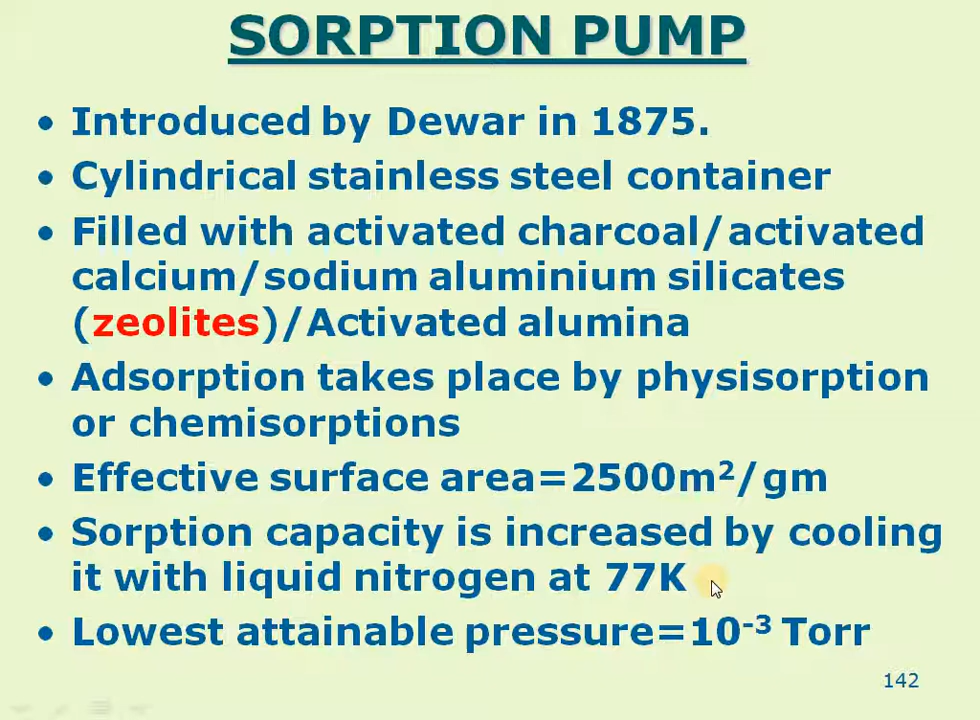 SORPTION PUMP
• Introduced by Dewar in 1875.
• Cylindrical stainless steel container
• Filled with activated charcoal/activated
calcium/sodium aluminium silicates
(zeolites)/Activated alumina
• Adsorption takes place by physisorption
or chemisorptions
• Effective surface area=2500m²/gm
• Sorption capacity is increased by cooling
it with liquid nitrogen at 77K
• Lowest attainable pressure=10⁻³ Torr
142